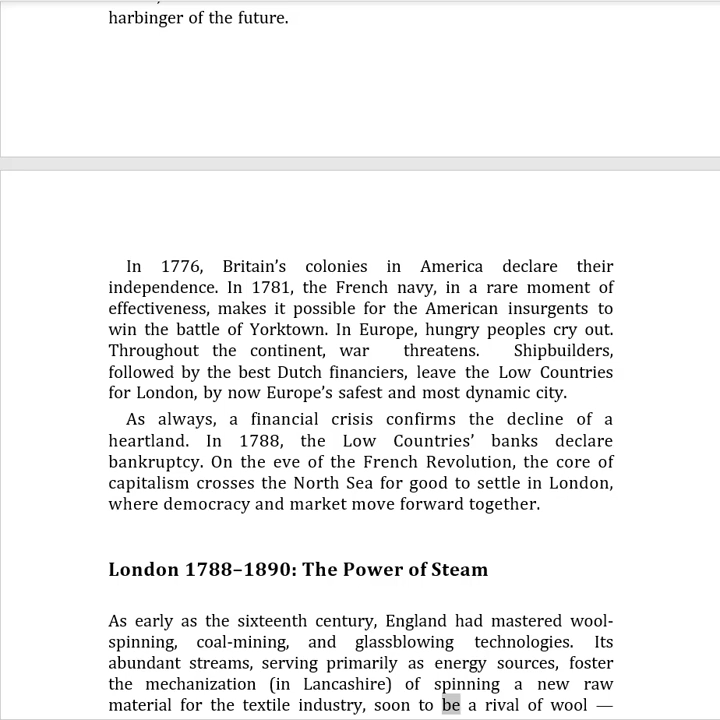 harbinger of the future.
In 1776, Britain’s colonies in America declare their
independence. In 1781, the French navy, in a rare moment of
effectiveness, makes it possible for the American insurgents to
win the battle of Yorktown. In Europe, hungry peoples cry out.
Throughout the continent, war threatens. Shipbuilders,
followed by the best Dutch financiers, leave the Low Countries
for London, by now Europe’s safest and most dynamic city.
As always, a financial crisis confirms the decline of a
heartland. In 1788, the Low Countries’ banks declare
bankruptcy. On the eve of the French Revolution, the core of
capitalism crosses the North Sea for good to settle in London,
where democracy and market move forward together.
London 1788–1890: The Power of Steam
As early as the sixteenth century, England had mastered wool-
spinning, coal-mining, and glassblowing technologies. Its
abundant streams, serving primarily as energy sources, foster
the mechanization (in Lancashire) of spinning a new raw
material for the textile industry, soon to be a rival of wool —